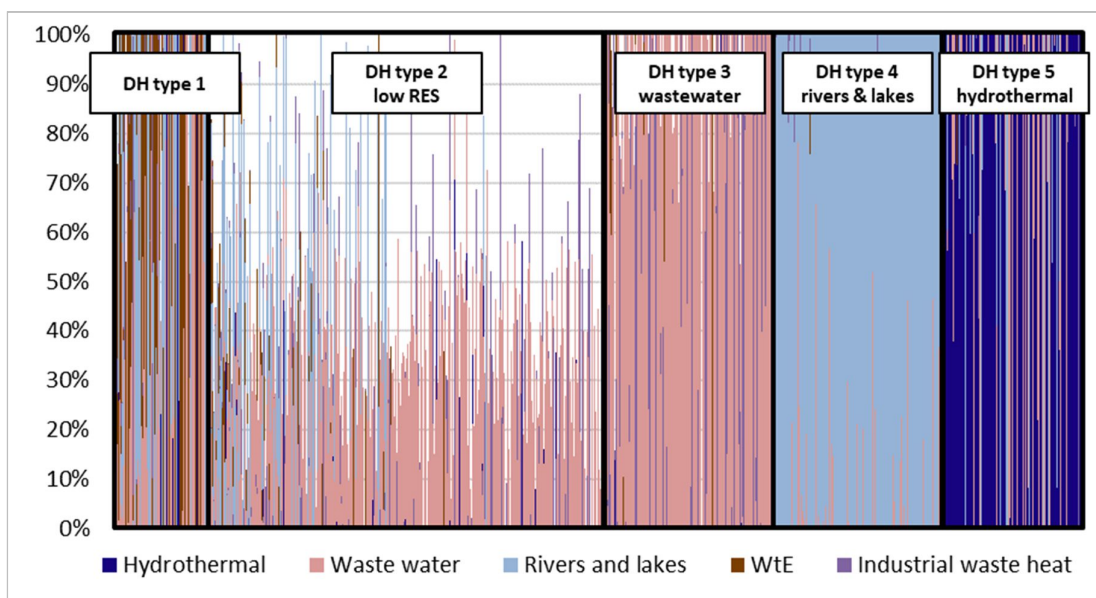 100%
90%
80%
70%
60%
50%
40%
30%
20%
10%
0%
DH type 1
DH type 2
low RES
DH type 3
wastewater
DH type 4
rivers & lakes
DH type 5
hydrothermal
Hydrothermal
Waste water
Rivers and lakes
WtE
Industrial waste heat